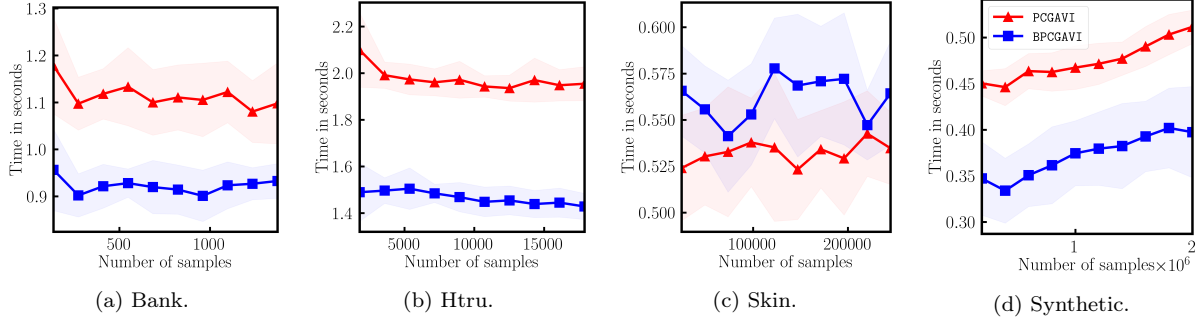 1.3
1.2
1.1
1.0
0.9
Time in seconds
500
1000
Number of samples
(a) Bank.
2.2
2.0
1.8
1.6
1.4
Time in seconds
5000
10000
15000
Number of samples
(b) Htru.
0.600
0.575
0.550
0.525
0.500
Time in seconds
100000
200000
Number of samples
(c) Skin.
PCGAVI
BPCGAVI
0.50
0.45
0.40
0.35
0.30
Time in seconds
1
2
Number of samples×10⁶
(d) Synthetic.